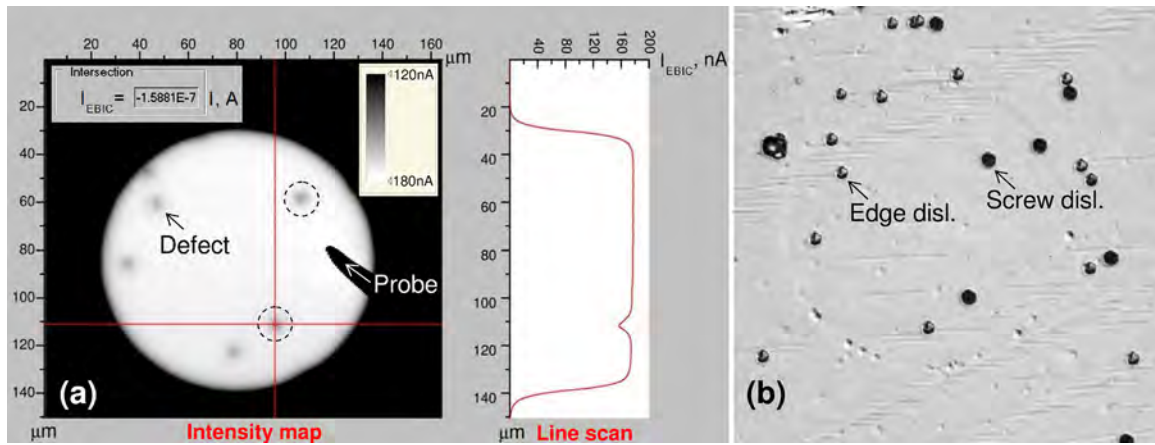 20 40 60 80 100 120 140 160
μm
Intersection
I_EBIC= -1.5881E-7 I, A
120nA
180nA
20
40
60
80
100
120
140
μm
Defect
Probe
(a)
Intensity map
40 80 120 160 200
I_EBIC, nA
20
40
60
80
100
120
140
μm
Line scan
Edge disl.
Screw disl.
(b)